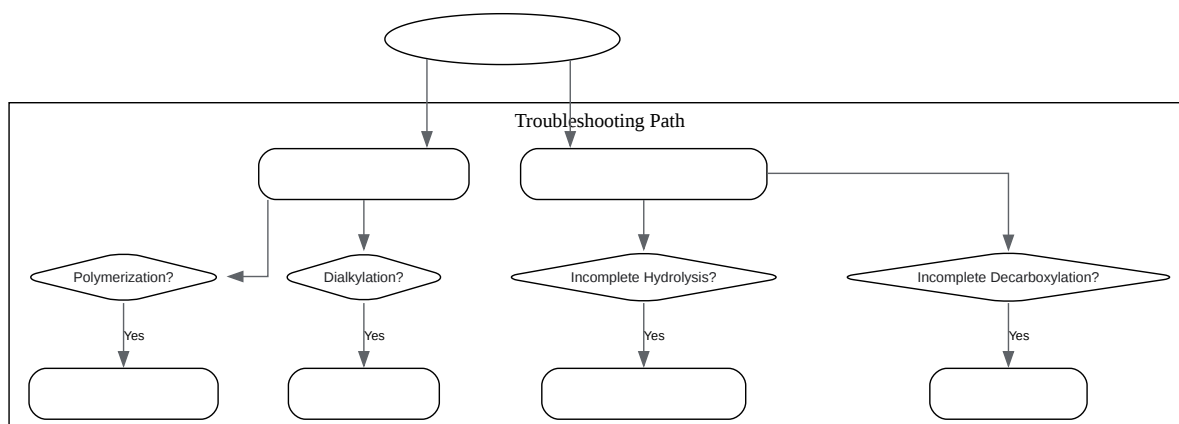 Troubleshooting Path
Polymerization?
Dialkylation?
Incomplete Hydrolysis?
Incomplete Decarboxylation?
Yes
Yes
Yes
Yes